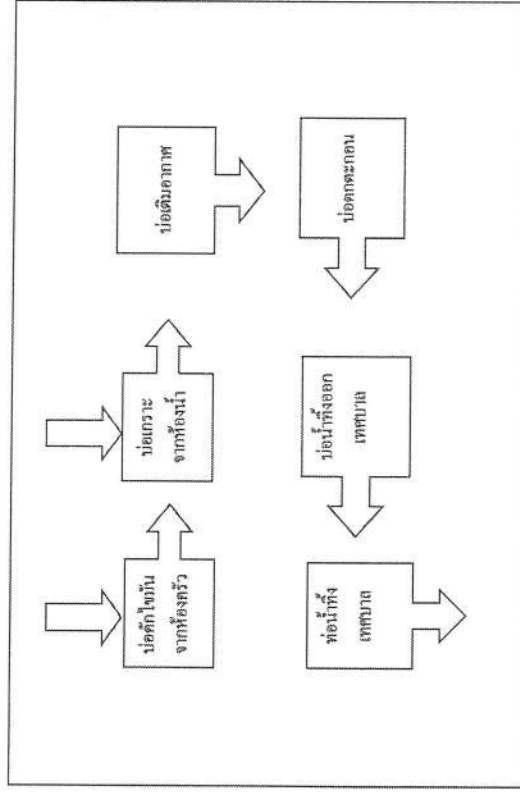 บ่อดักไขมัน
จากห้องครัว
บ่อเกรอะ
จากห้องน้ำ
บ่อเติมอากาศ
บ่อตกตะกอน
บ่อน้ำทิ้งออก
เทศบาล
ท่อน้ำทิ้ง
เทศบาล